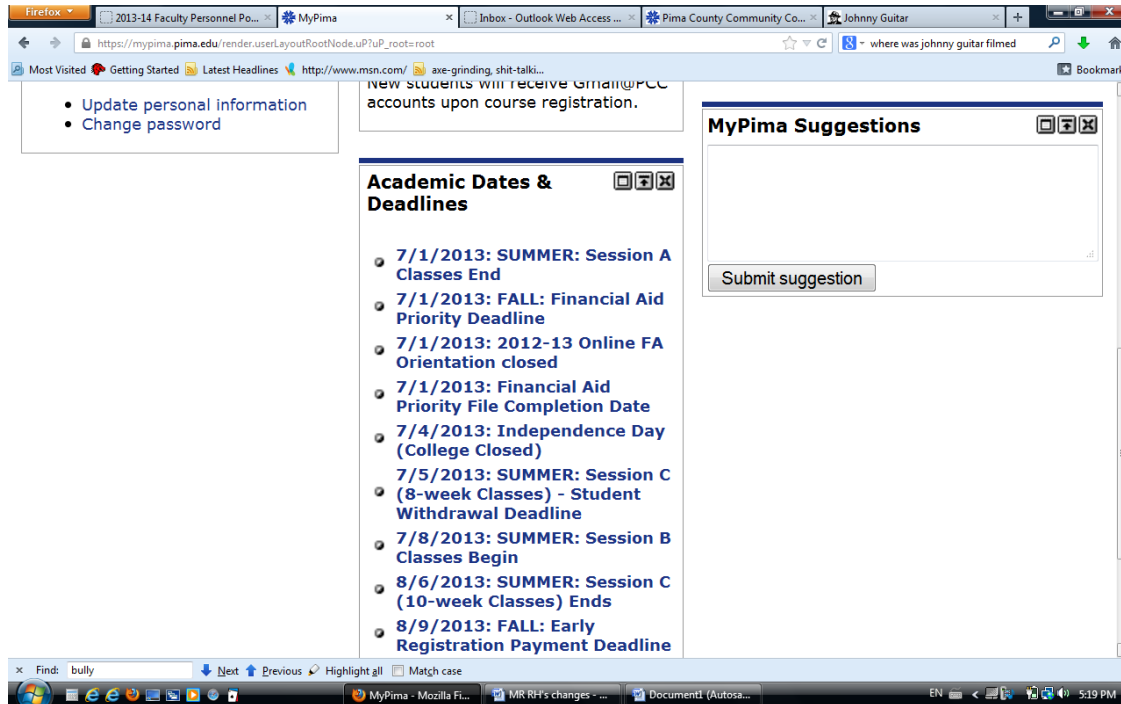 Firefox
2013-14 Faculty Personnel Po...
MyPima
Inbox - Outlook Web Access ...
Pima County Community Co...
Johnny Guitar
https://mypima.pima.edu/render.userLayoutRootNode.uP?uP_root=root
where was johnny guitar filmed
Most Visited
Getting Started
Latest Headlines
http://www.msn.com/
axe-grinding, shit-talki...
Bookmar
Update personal information
Change password
New students will receive Gmail@PCC
accounts upon course registration.
Academic Dates &
Deadlines
7/1/2013: SUMMER: Session A
Classes End
7/1/2013: FALL: Financial Aid
Priority Deadline
7/1/2013: 2012-13 Online FA
Orientation closed
7/1/2013: Financial Aid
Priority File Completion Date
7/4/2013: Independence Day
(College Closed)
7/5/2013: SUMMER: Session C
(8-week Classes) - Student
Withdrawal Deadline
7/8/2013: SUMMER: Session B
Classes Begin
8/6/2013: SUMMER: Session C
(10-week Classes) Ends
8/9/2013: FALL: Early
Registration Payment Deadline
MyPima Suggestions
Submit suggestion
× Find: bully Next Previous Highlight all Match case
MyPima - Mozilla Fi...
MR RH's changes - ...
Document1 (Autosa...
EN
5:19 PM